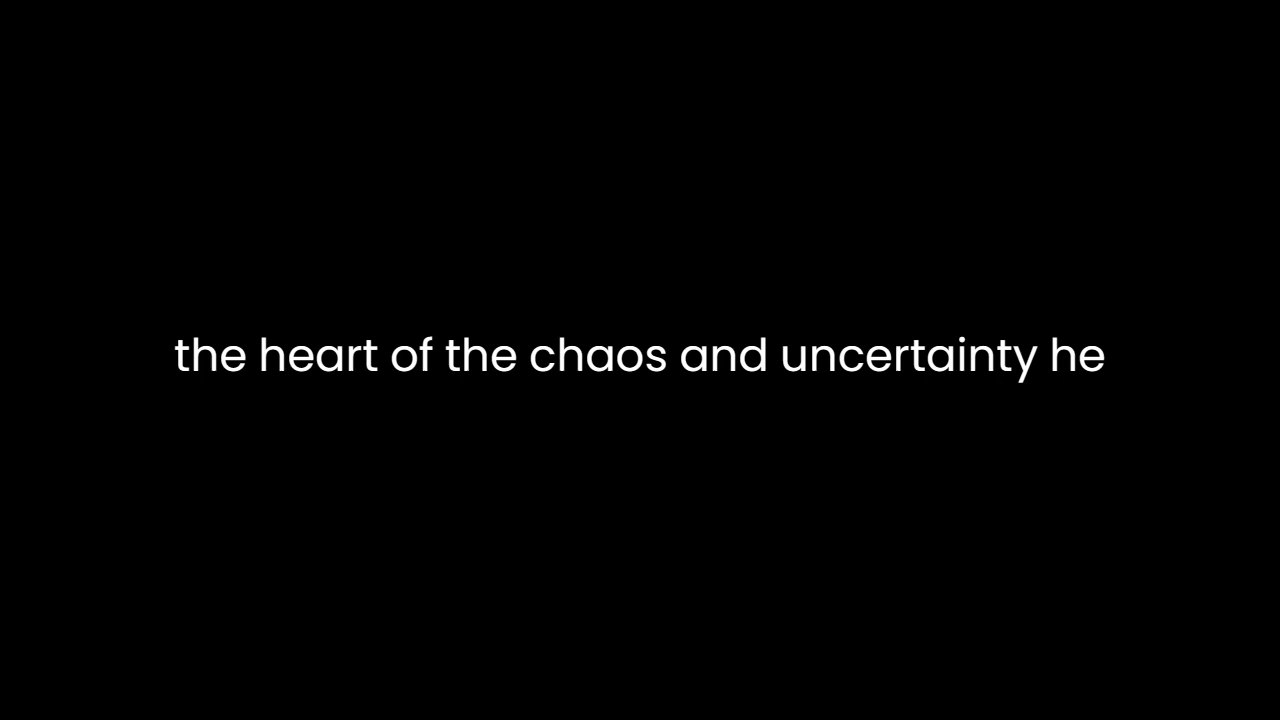 the heart of the chaos and uncertainty he